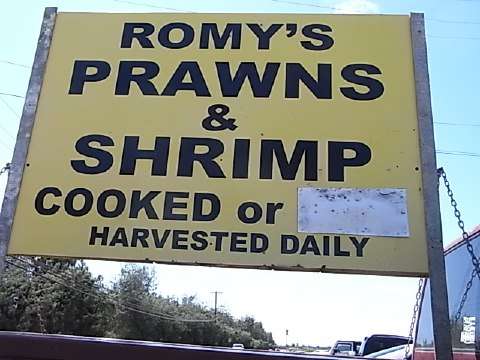 ROMY'S
PRAWNS
&
SHRIMP
COOKED or
HARVESTED DAILY